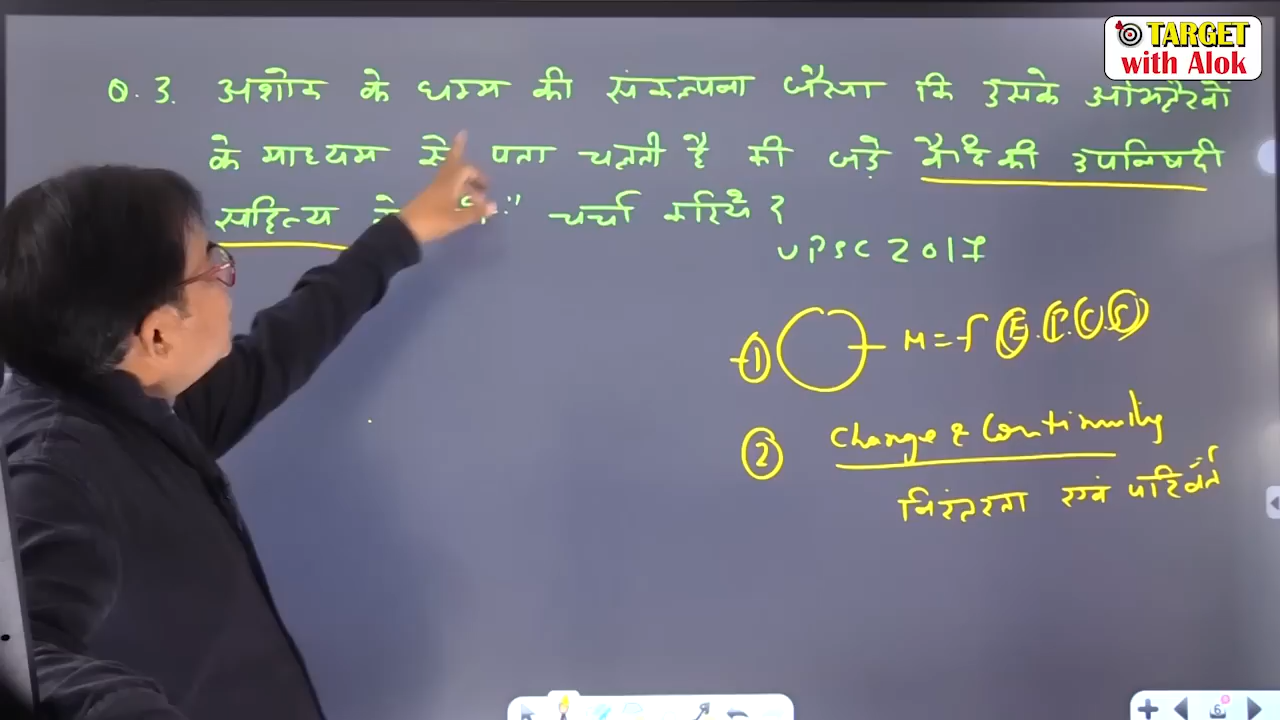 TARGET
with Alok
Q. 3. अशोक के धम्म की संकल्पना जैसा कि उसके अभिलेखों
के माध्यम से पता चलती है की जड़े वैदिक की उपनिषदी
सहित्य चर्चा करिये ?
UPSC 2017
① M = f (E. P. C. S)
② Change & Continuity
निरंतरता एवं परिवर्तन